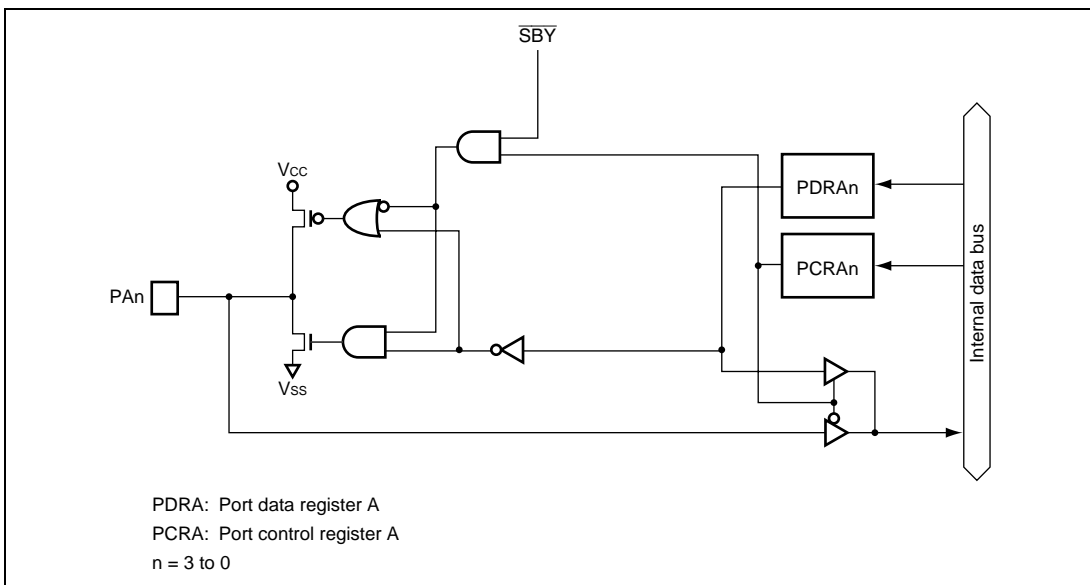 SBY
VCC
PDRAn
PCRAn
PAn
VSS
Internal data bus
PDRA: Port data register A
PCRA: Port control register A
n = 3 to 0